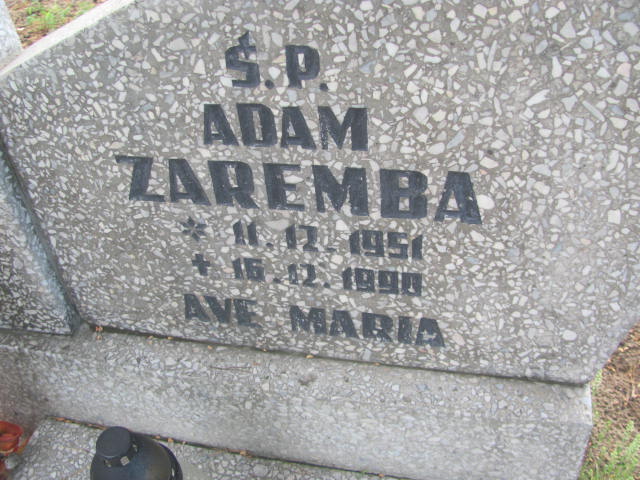 Ś.P.
ADAM
ZAREMBA
* 11.12.1951
+ 16.12.1990
AVE MARIA